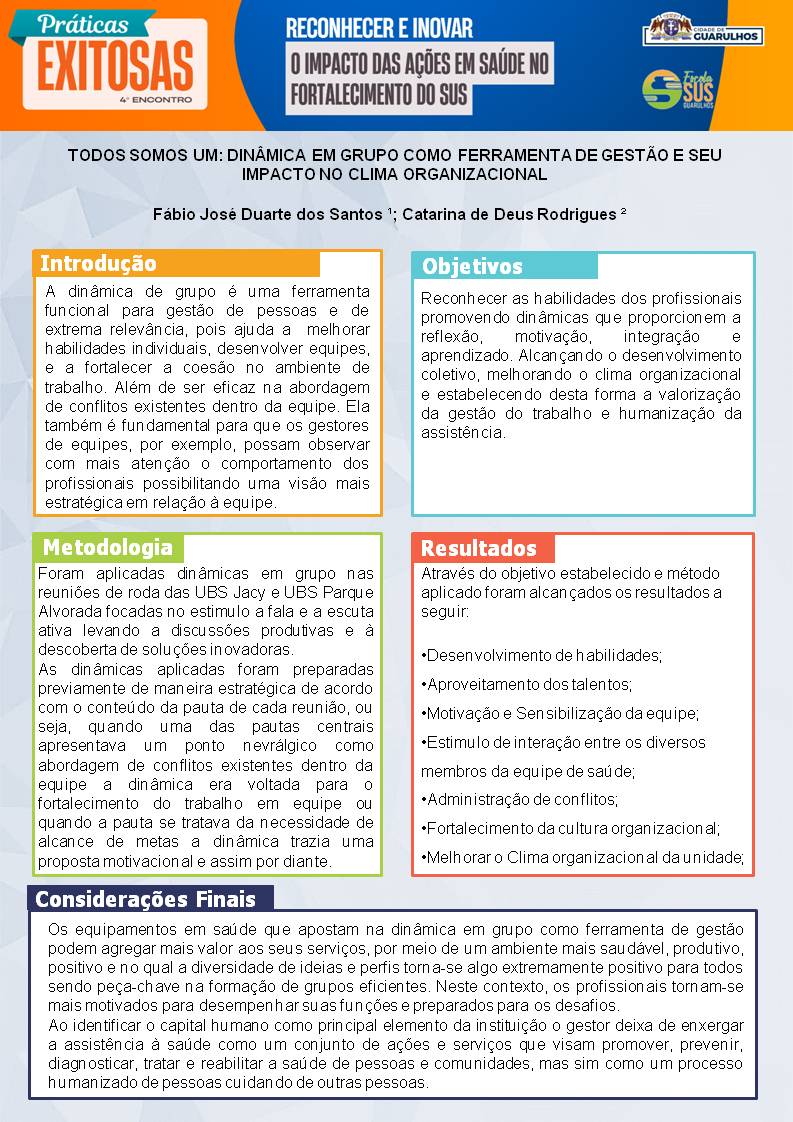 Práticas
EXITOSAS
4º ENCONTRO
RECONHECER E INOVAR
O IMPACTO DAS AÇÕES EM SAÚDE NO
FORTALECIMENTO DO SUS
CIDADE DE
GUARULHOS
Escola
SUS
GUARULHOS
TODOS SOMOS UM: DINÂMICA EM GRUPO COMO FERRAMENTA DE GESTÃO E SEU
IMPACTO NO CLIMA ORGANIZACIONAL
Fábio José Duarte dos Santos ¹; Catarina de Deus Rodrigues ²
Introdução
A dinâmica de grupo é uma ferramenta
funcional para gestão de pessoas e de
extrema relevância, pois ajuda a melhorar
habilidades individuais, desenvolver equipes,
e a fortalecer a coesão no ambiente de
trabalho. Além de ser eficaz na abordagem
de conflitos existentes dentro da equipe. Ela
também é fundamental para que os gestores
de equipes, por exemplo, possam observar
com mais atenção o comportamento dos
profissionais possibilitando uma visão mais
estratégica em relação à equipe.
Objetivos
Reconhecer as habilidades dos profissionais
promovendo dinâmicas que proporcionem a
reflexão, motivação, integração e
aprendizado. Alcançando o desenvolvimento
coletivo, melhorando o clima organizacional
e estabelecendo desta forma a valorização
da gestão do trabalho e humanização da
assistência.
Metodologia
Foram aplicadas dinâmicas em grupo nas
reuniões de roda das UBS Jacy e UBS Parque
Alvorada focadas no estimulo a fala e a escuta
ativa levando a discussões produtivas e à
descoberta de soluções inovadoras.
As dinâmicas aplicadas foram preparadas
previamente de maneira estratégica de acordo
com o conteúdo da pauta de cada reunião, ou
seja, quando uma das pautas centrais
apresentava um ponto nevrálgico como
abordagem de conflitos existentes dentro da
equipe a dinâmica era voltada para o
fortalecimento do trabalho em equipe ou
quando a pauta se tratava da necessidade de
alcance de metas a dinâmica trazia uma
proposta motivacional e assim por diante.
Resultados
Através do objetivo estabelecido e método
aplicado foram alcançados os resultados a
seguir:
•Desenvolvimento de habilidades;
•Aproveitamento dos talentos;
•Motivação e Sensibilização da equipe;
•Estimulo de interação entre os diversos
membros da equipe de saúde;
•Administração de conflitos;
•Fortalecimento da cultura organizacional;
•Melhorar o Clima organizacional da unidade;
Considerações Finais
Os equipamentos em saúde que apostam na dinâmica em grupo como ferramenta de gestão
podem agregar mais valor aos seus serviços, por meio de um ambiente mais saudável, produtivo,
positivo e no qual a diversidade de ideias e perfis torna-se algo extremamente positivo para todos
sendo peça-chave na formação de grupos eficientes. Neste contexto, os profissionais tornam-se
mais motivados para desempenhar suas funções e preparados para os desafios.
Ao identificar o capital humano como principal elemento da instituição o gestor deixa de enxergar
a assistência à saúde como um conjunto de ações e serviços que visam promover, prevenir,
diagnosticar, tratar e reabilitar a saúde de pessoas e comunidades, mas sim como um processo
humanizado de pessoas cuidando de outras pessoas.